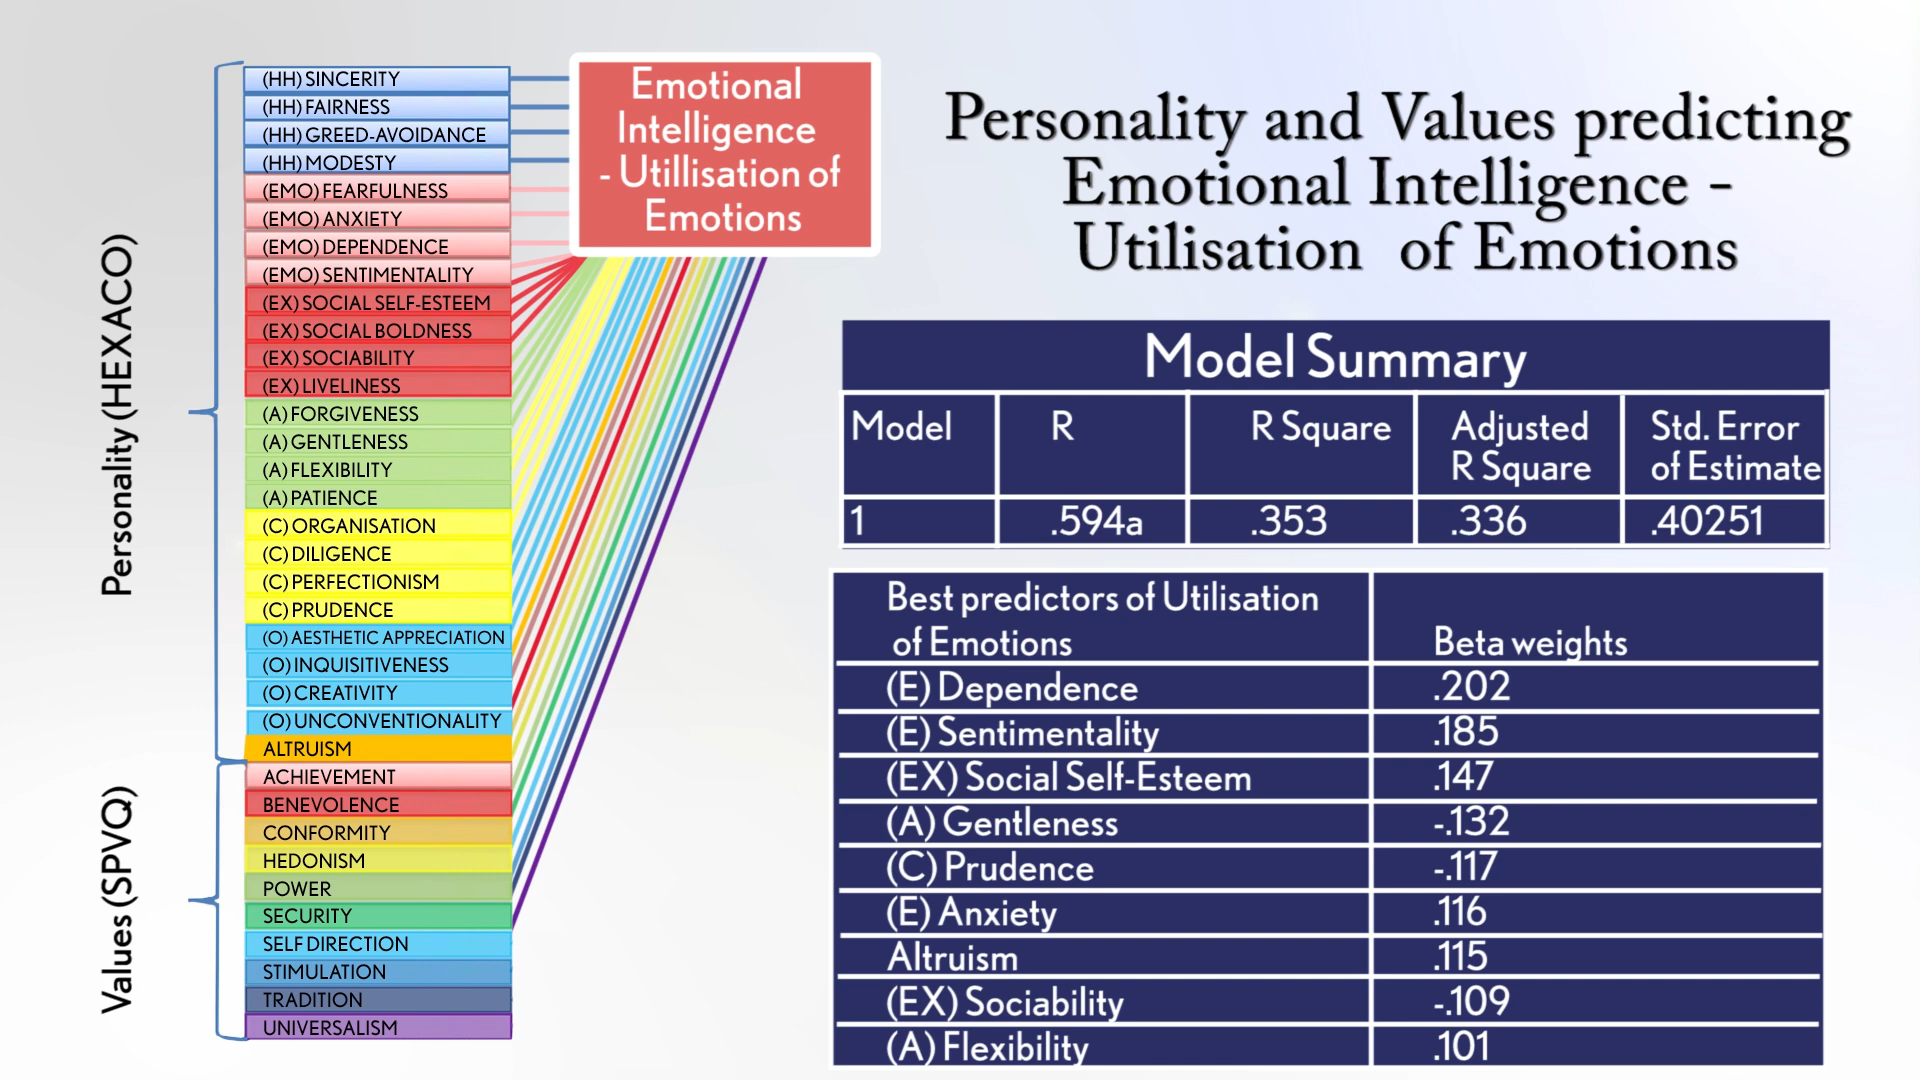 Personality (HEXACO)
Values (SPVQ)
(HH) SINCERITY
(HH) FAIRNESS
(HH) GREED-AVOIDANCE
(HH) MODESTY
(EMO) FEARFULNESS
(EMO) ANXIETY
(EMO) DEPENDENCE
(EMO) SENTIMENTALITY
(EX) SOCIAL SELF-ESTEEM
(EX) SOCIAL BOLDNESS
(EX) SOCIABILITY
(EX) LIVELINESS
(A) FORGIVENESS
(A) GENTLENESS
(A) FLEXIBILITY
(A) PATIENCE
(C) ORGANISATION
(C) DILIGENCE
(C) PERFECTIONISM
(C) PRUDENCE
(O) AESTHETIC APPRECIATION
(O) INQUISITIVENESS
(O) CREATIVITY
(O) UNCONVENTIONALITY
ALTRUISM
ACHIEVEMENT
BENEVOLENCE
CONFORMITY
HEDONISM
POWER
SECURITY
SELF DIRECTION
STIMULATION
TRADITION
UNIVERSALISM
Emotional
Intelligence
- Utillisation of
Emotions
Personality and Values predicting
Emotional Intelligence -
Utilisation of Emotions
Model Summary
Model R R Square Adjusted R Square Std. Error of Estimate
1 .594a .353 .336 .40251
Best predictors of Utilisation
of Emotions Beta weights
(E) Dependence .202
(E) Sentimentality .185
(EX) Social Self-Esteem .147
(A) Gentleness -.132
(C) Prudence -.117
(E) Anxiety .116
Altruism .115
(EX) Sociability -.109
(A) Flexibility .101